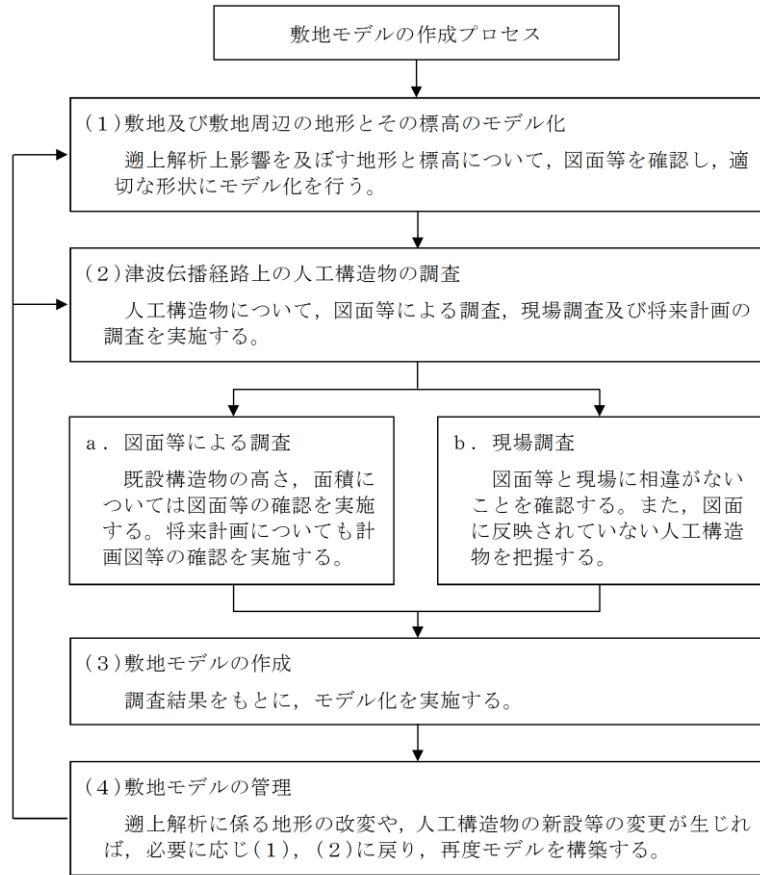 敷地モデルの作成プロセス
(1)敷地及び敷地周辺の地形とその標高のモデル化
遡上解析上影響を及ぼす地形と標高について，図面等を確認し，適
切な形状にモデル化を行う。
(2)津波伝播経路上の人工構造物の調査
人工構造物について，図面等による調査，現場調査及び将来計画の
調査を実施する。
a．図面等による調査
既設構造物の高さ，面積に
ついては図面等の確認を実施
する。将来計画についても計
画図等の確認を実施する。
b．現場調査
図面等と現場に相違がない
ことを確認する。また，図面
に反映されていない人工構造
物を把握する。
(3)敷地モデルの作成
調査結果をもとに，モデル化を実施する。
(4)敷地モデルの管理
遡上解析に係る地形の改変や，人工構造物の新設等の変更が生じれ
ば，必要に応じ(1)，(2)に戻り，再度モデルを構築する。